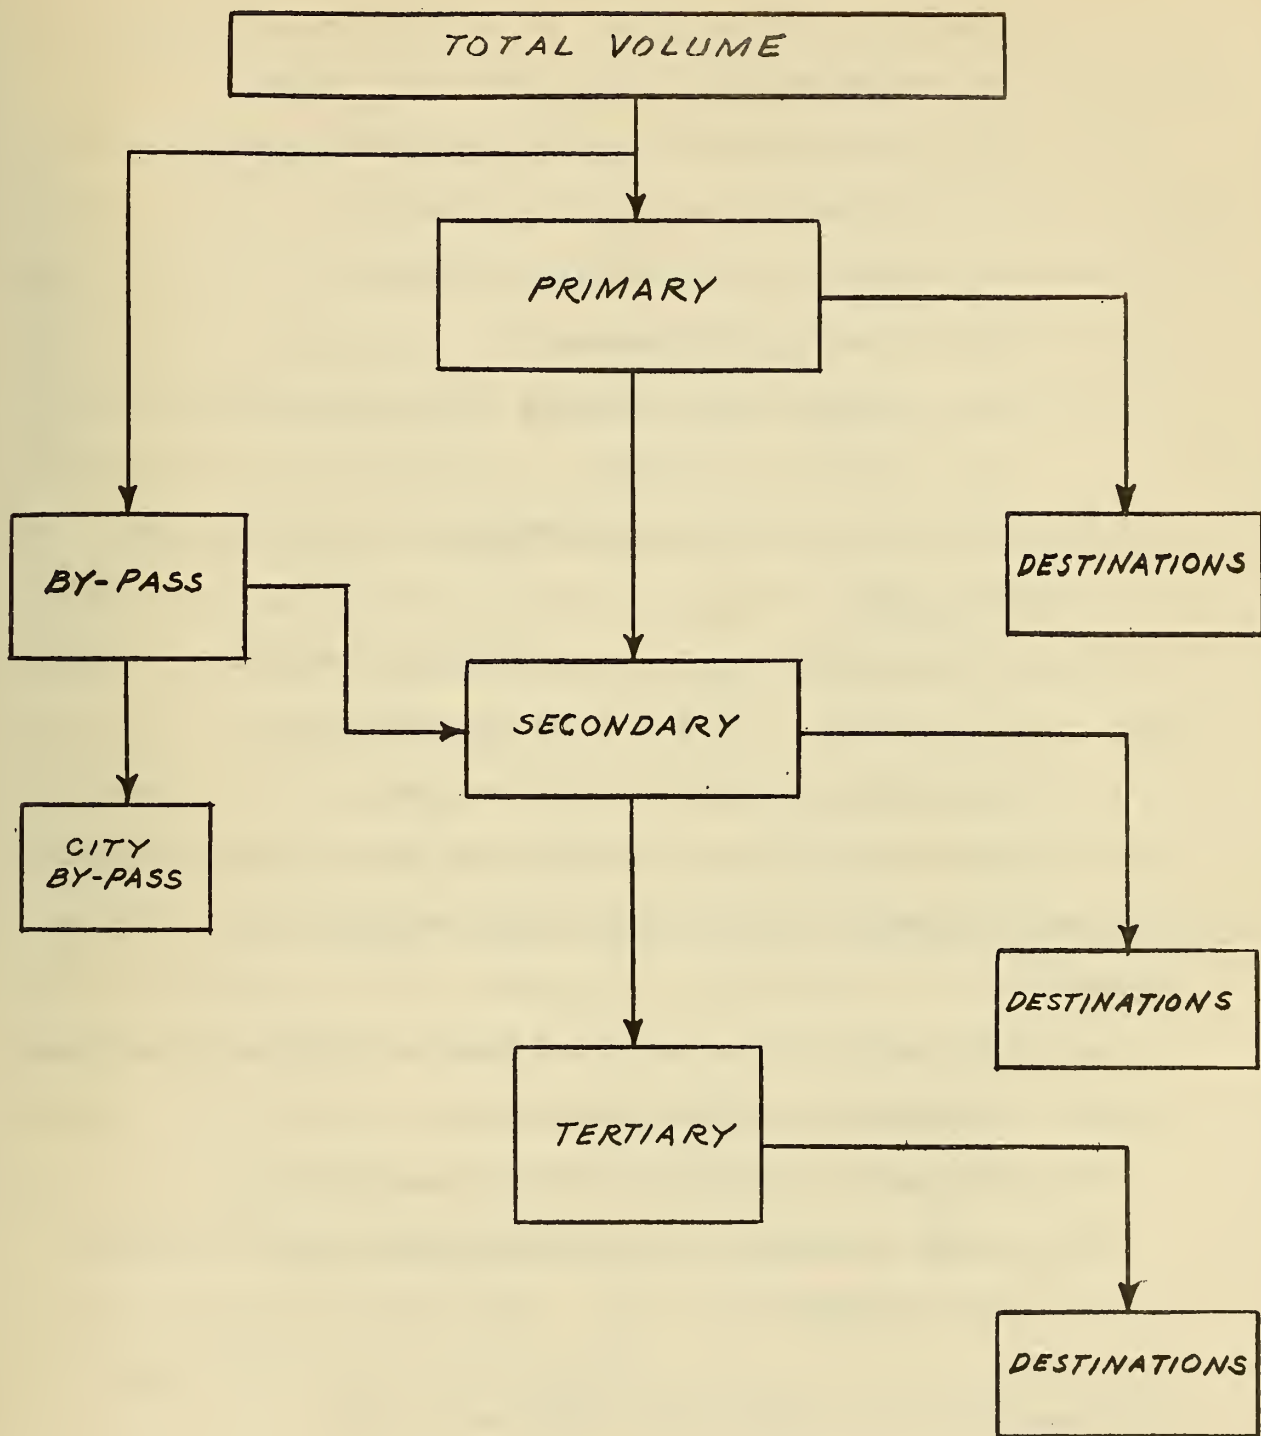 TOTAL VOLUME
PRIMARY
BY-PASS
DESTINATIONS
SECONDARY
CITY
BY-PASS
DESTINATIONS
TERTIARY
DESTINATIONS